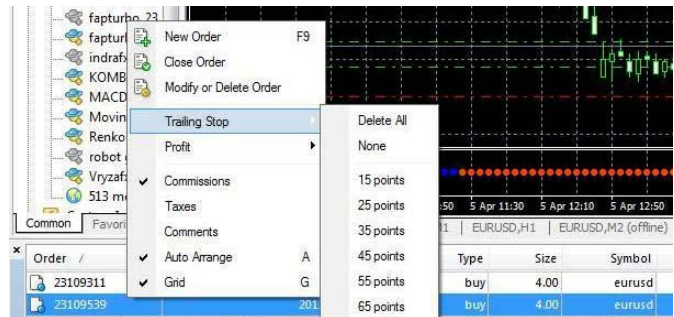 fapturbo_23
fapturl
indrafx
KOMB
MACD
Movin
Renko
robot
Vryzaf
513 m
Common
Favori
New Order F9
Close Order
Modify or Delete Order
Trailing Stop
Profit
Commissions
Taxes
Comments
Auto Arrange A
Grid G
Delete All
None
15 points
25 points
35 points
45 points
55 points
65 points
:50 5 Apr 11:30 5 Apr 12:10 5 Apr 12:50
EURUSD,H1 EURUSD,M2 (offline)
Order / Type Size Symbol
23109311 buy 4.00 eurusd
23109539 201 buy 4.00 eurusd